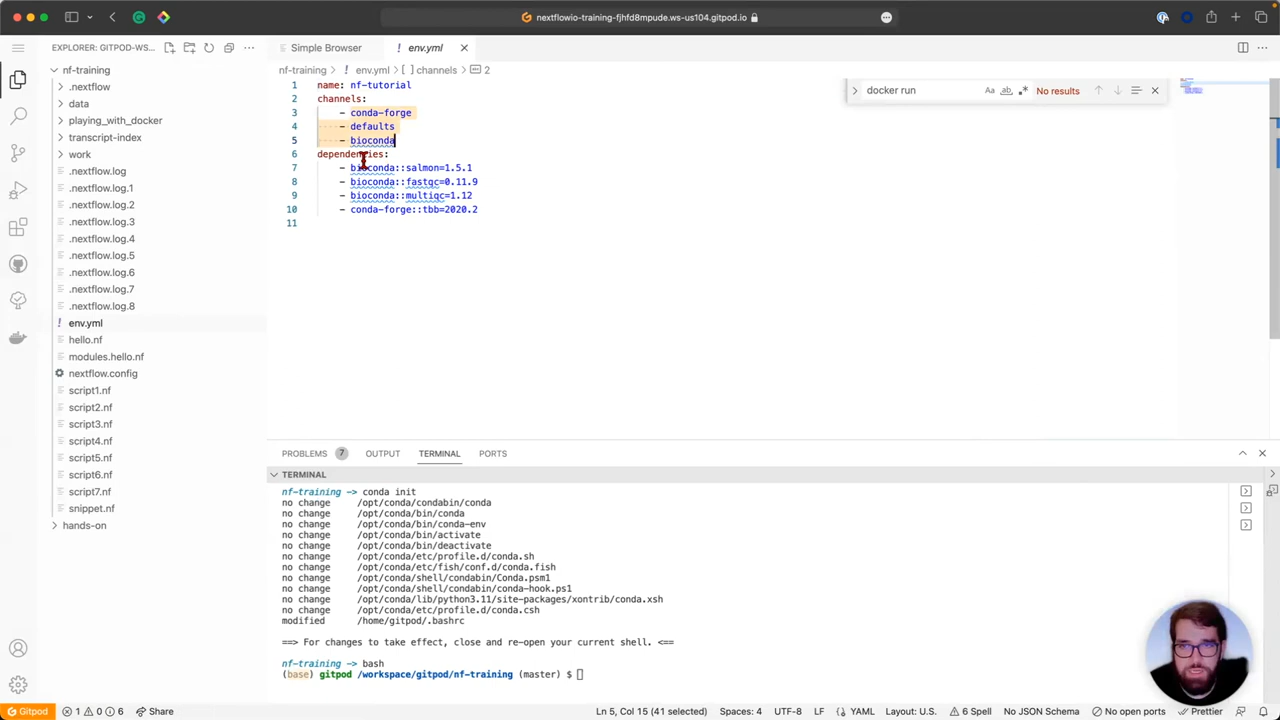 nextflowio-training-fjhfd8mpude.ws-us104.gitpod.io
EXPLORER: GITPOD-WS...
Simple Browser
env.yml
nf-training
.nextflow
data
playing_with_docker
transcript-index
work
.nextflow.log
.nextflow.log.1
.nextflow.log.2
.nextflow.log.3
.nextflow.log.4
.nextflow.log.5
.nextflow.log.6
.nextflow.log.7
.nextflow.log.8
env.yml
hello.nf
modules.hello.nf
nextflow.config
script1.nf
script2.nf
script3.nf
script4.nf
script5.nf
script6.nf
script7.nf
snippet.nf
hands-on
nf-training > ! env.yml > [ ] channels > 2
docker run
Aa
ab
No results
1 name: nf-tutorial
2 channels:
3 - conda-forge
4 - defaults
5 - bioconda
6 dependencies:
7 - bioconda::salmon=1.5.1
8 - bioconda::fastqc=0.11.9
9 - bioconda::multiqc=1.12
10 - conda-forge::tbb=2020.2
11
PROBLEMS 7 OUTPUT TERMINAL PORTS
TERMINAL
nf-training -> conda init
no change /opt/conda/condabin/conda
no change /opt/conda/bin/conda
no change /opt/conda/bin/conda-env
no change /opt/conda/bin/activate
no change /opt/conda/bin/deactivate
no change /opt/conda/etc/profile.d/conda.sh
no change /opt/conda/etc/fish/conf.d/conda.fish
no change /opt/conda/shell/condabin/Conda.psm1
no change /opt/conda/shell/condabin/conda-hook.ps1
no change /opt/conda/lib/python3.11/site-packages/xontrib/conda.xsh
no change /opt/conda/etc/profile.d/conda.csh
modified /home/gitpod/.bashrc
==> For changes to take effect, close and re-open your current shell. <==
nf-training -> bash
(base) gitpod /workspace/gitpod/nf-training (master) $
Gitpod 1 0 6 Share Ln 5, Col 15 (41 selected) Spaces: 4 UTF-8 LF YAML Layout: U.S. 6 Spell No JSON Schema No open ports Prettier